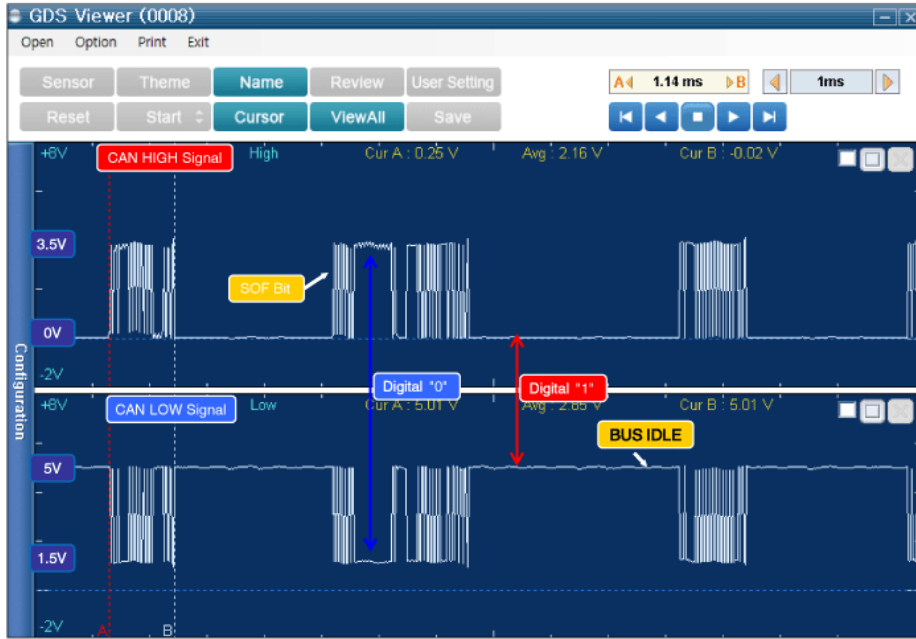 GDS Viewer (0008)
Open Option Print Exit
Sensor Theme Name Review User Setting
A 1.14 ms B 1ms
Reset Start Cursor ViewAll Save
+8V CAN HIGH Signal High Cur A : 0.25 V Avg : 2.16 V Cur B : -0.02 V
3.5V
SOF Bit
0V
Configuration
-2V
Digital "0" Digital "1"
+8V CAN LOW Signal Low Cur A : 5.01 V Avg : 2.85 V Cur B : 5.01 V
BUS IDLE
5V
1.5V
-2V A B